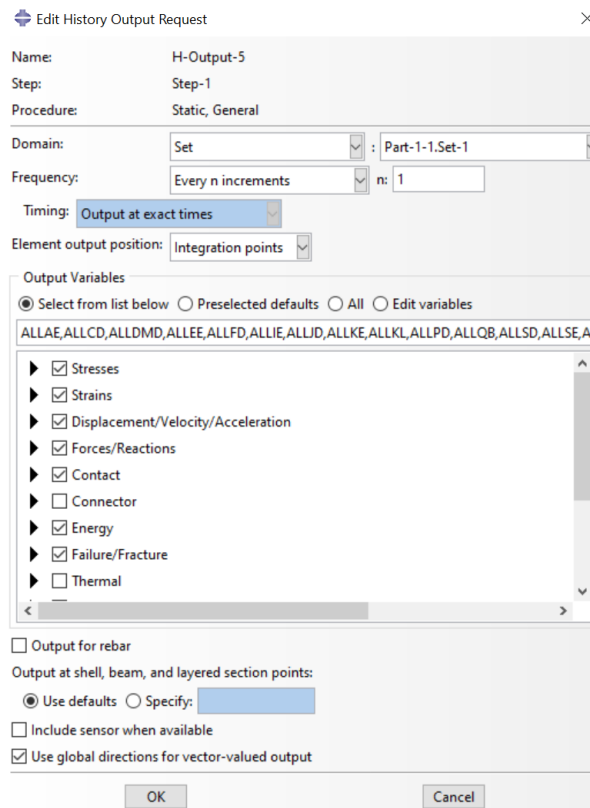 Edit History Output Request
Name: H-Output-5
Step: Step-1
Procedure: Static, General
Domain: Set : Part-1-1.Set-1
Frequency: Every n increments n: 1
Timing: Output at exact times
Element output position: Integration points
Output Variables
Select from list below Preselected defaults All Edit variables
ALLAE,ALLCD,ALLDMD,ALLEE,ALLFD,ALLIE,ALLJD,ALLKE,ALLKL,ALLPD,ALLQB,ALLSD,ALLSE,A
Stresses
Strains
Displacement/Velocity/Acceleration
Forces/Reactions
Contact
Connector
Energy
Failure/Fracture
Thermal
Output for rebar
Output at shell, beam, and layered section points:
Use defaults Specify:
Include sensor when available
Use global directions for vector-valued output
OK Cancel